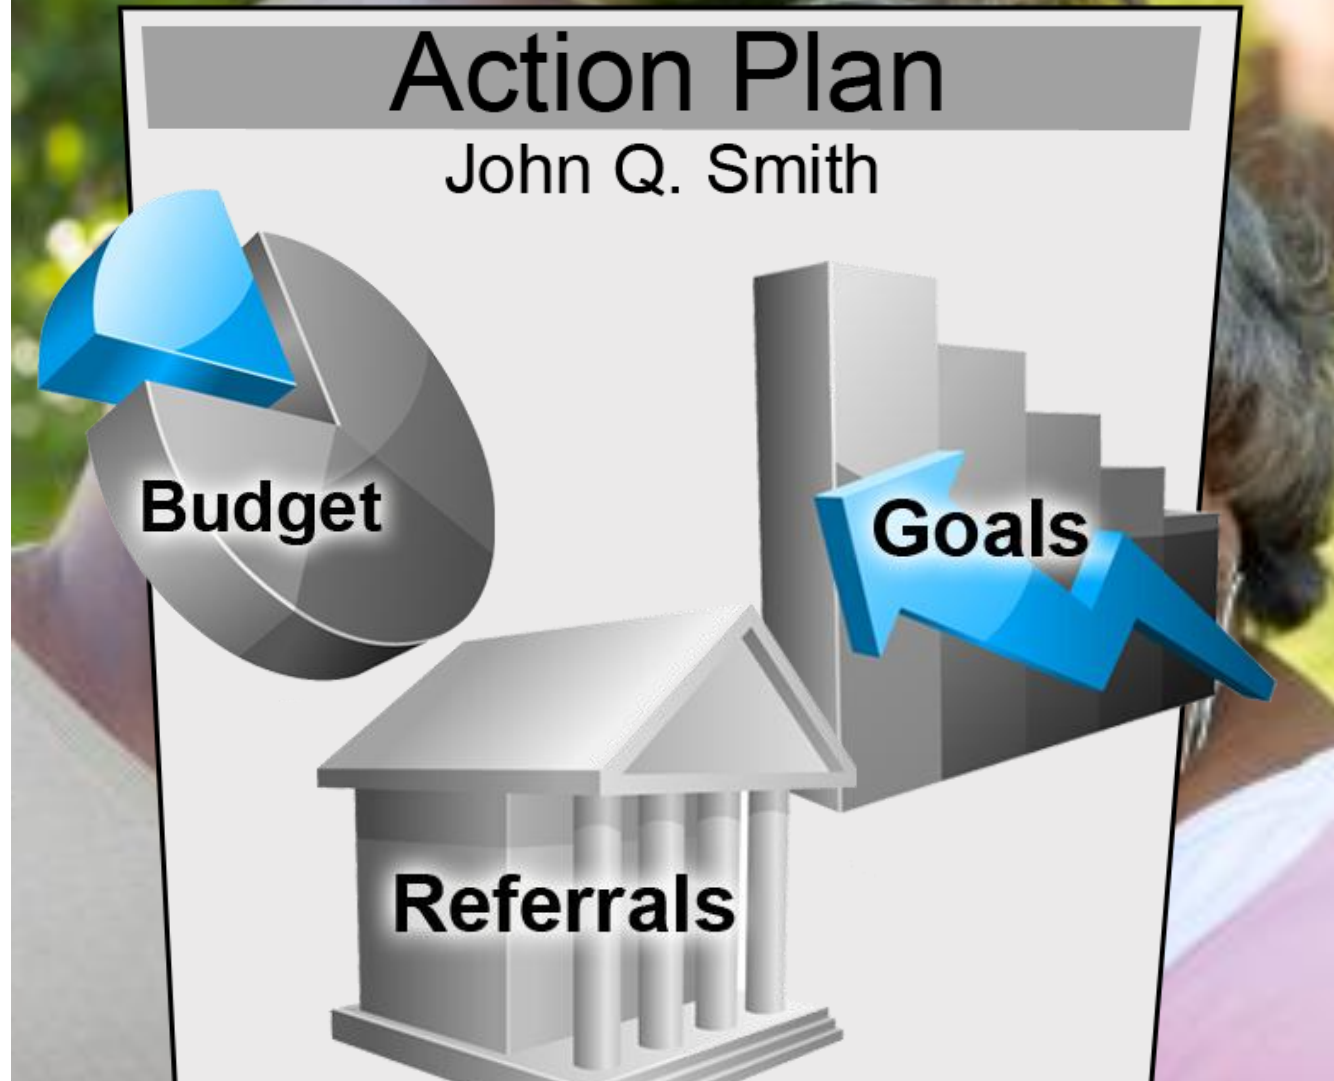 Action Plan
John Q. Smith
Budget
Goals
Referrals